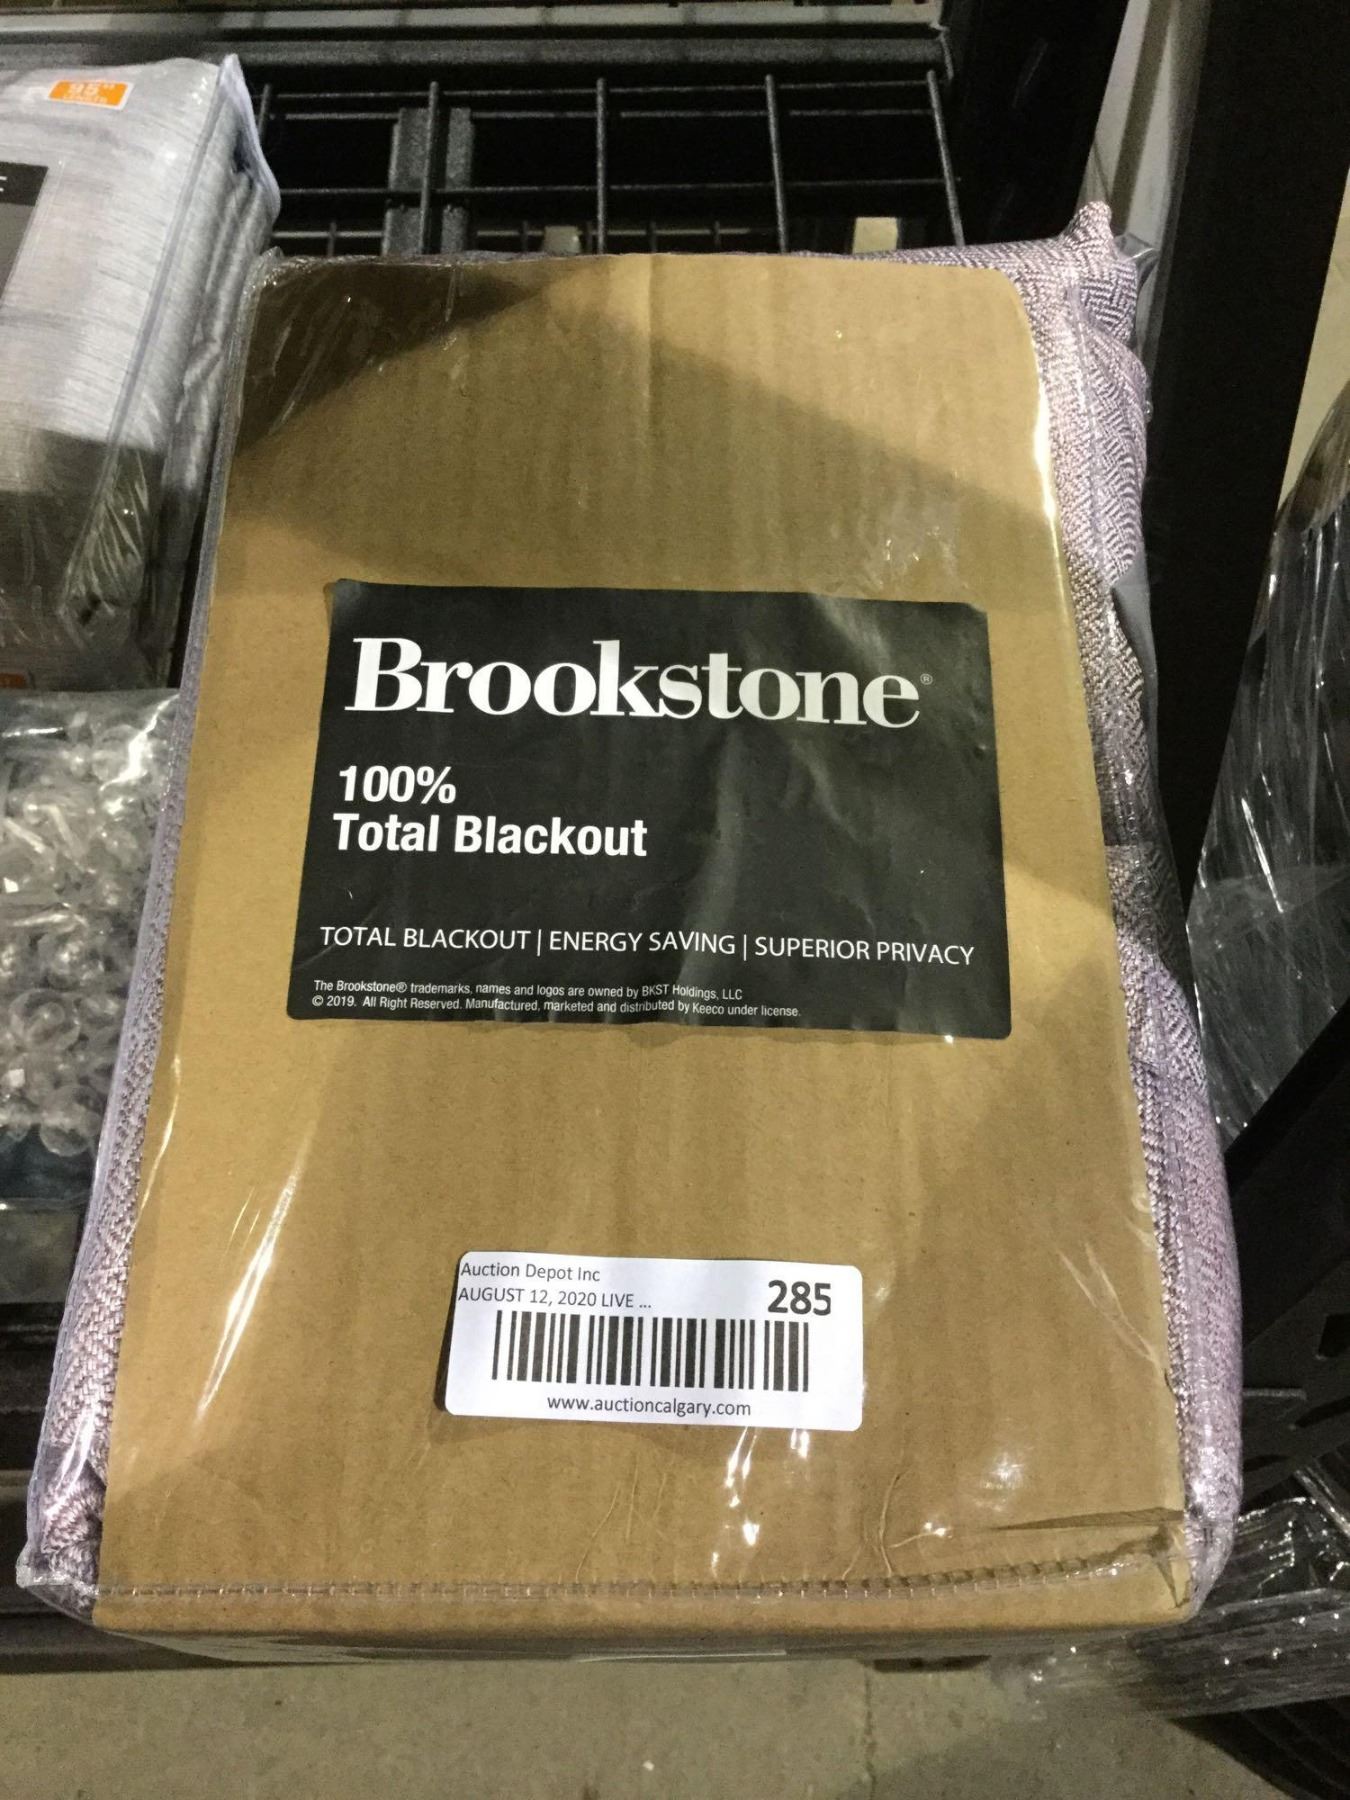 95"
Brookstone®
100%
Total Blackout
TOTAL BLACKOUT | ENERGY SAVING | SUPERIOR PRIVACY
The Brookstone® trademarks, names and logos are owned by BKST Holdings, LLC
© 2019. All Right Reserved. Manufactured, marketed and distributed by Keeco under license.
Auction Depot Inc
285
AUGUST 12, 2020 LIVE ...
www.auctioncalgary.com